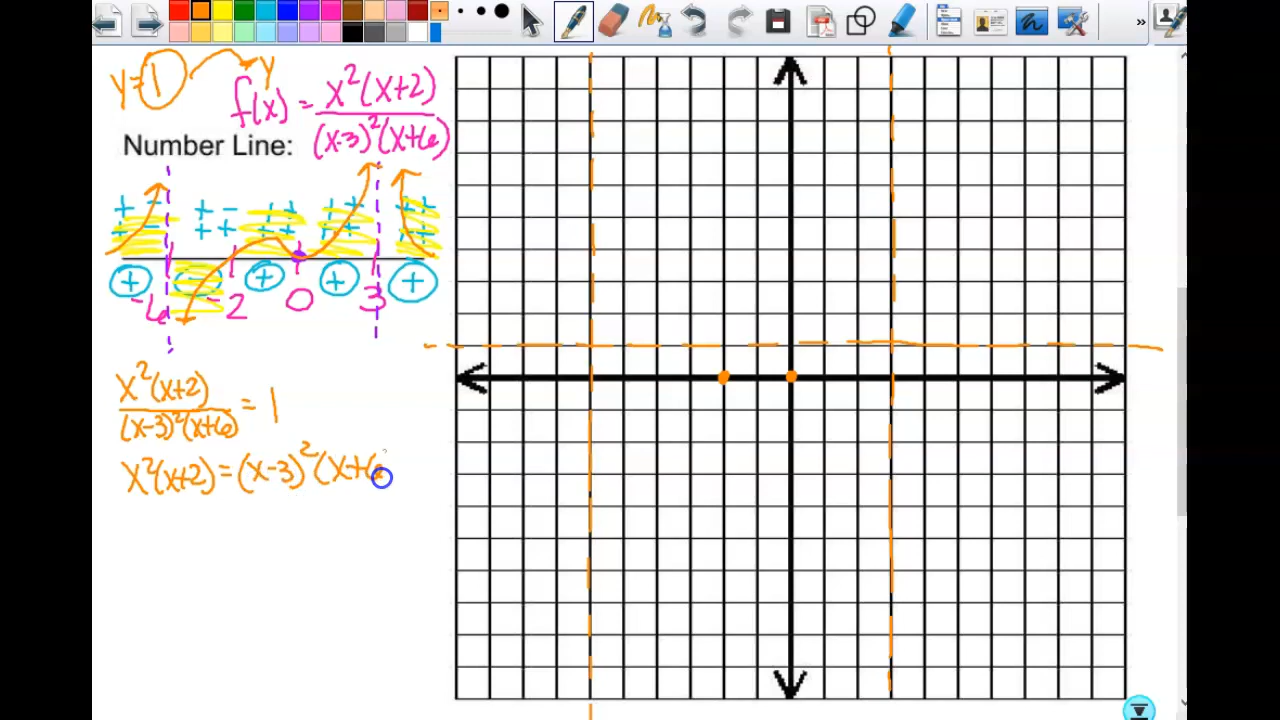 y=1 y
f(x) = x²(x+2) / (x-3)²(x+6)
Number Line:
+ - + - + + + + + +
+ + + + + + + + + +
+ - + + +
-6 -2 0 3
x²(x+2) / (x-3)²(x+6) = 1
x²(x+2) = (x-3)²(x+6